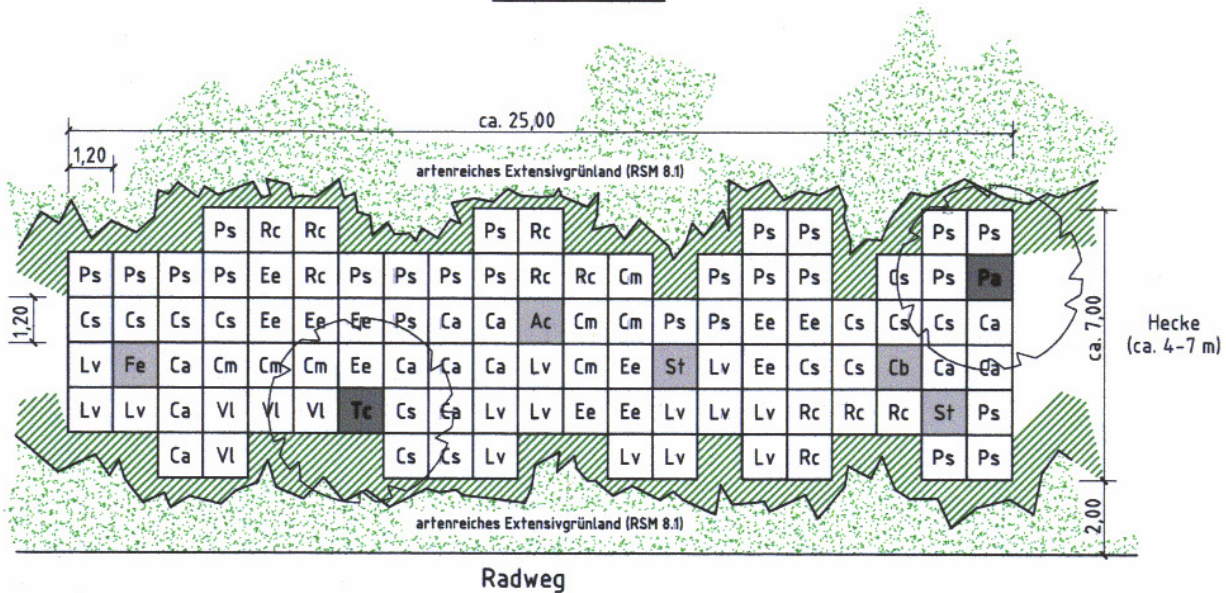 ca. 25,00
1,20
artenreiches Extensivgrünland (RSM 8.1)
Ps Rc Rc Ps Rc Ps Ps Ps Ps
Ps Ps Ps Ps Ee Rc Ps Ps Ps Ps Rc Rc Cm Ps Ps Ps Cs Ps Pa
1,20
Cs Cs Cs Cs Ee Ee Ee Ps Ca Ca Ac Cm Cm Ps Ps Ee Ee Cs Cs Cs Ca
ca. 7,00
Hecke
(ca. 4-7 m)
Lv Fe Ca Cm Cm Cm Ee Ca Ca Ca Lv Cm Ee St Lv Ee Cs Cs Cb Ca Ca
Lv Lv Ca Vl Vl Vl Tc Cs Ca Lv Lv Ee Ee Lv Lv Lv Rc Rc Rc St Ps
Ca Vl Cs Cs Lv Lv Lv Lv Rc Ps Ps
artenreiches Extensivgrünland (RSM 8.1)
2,00
Radweg